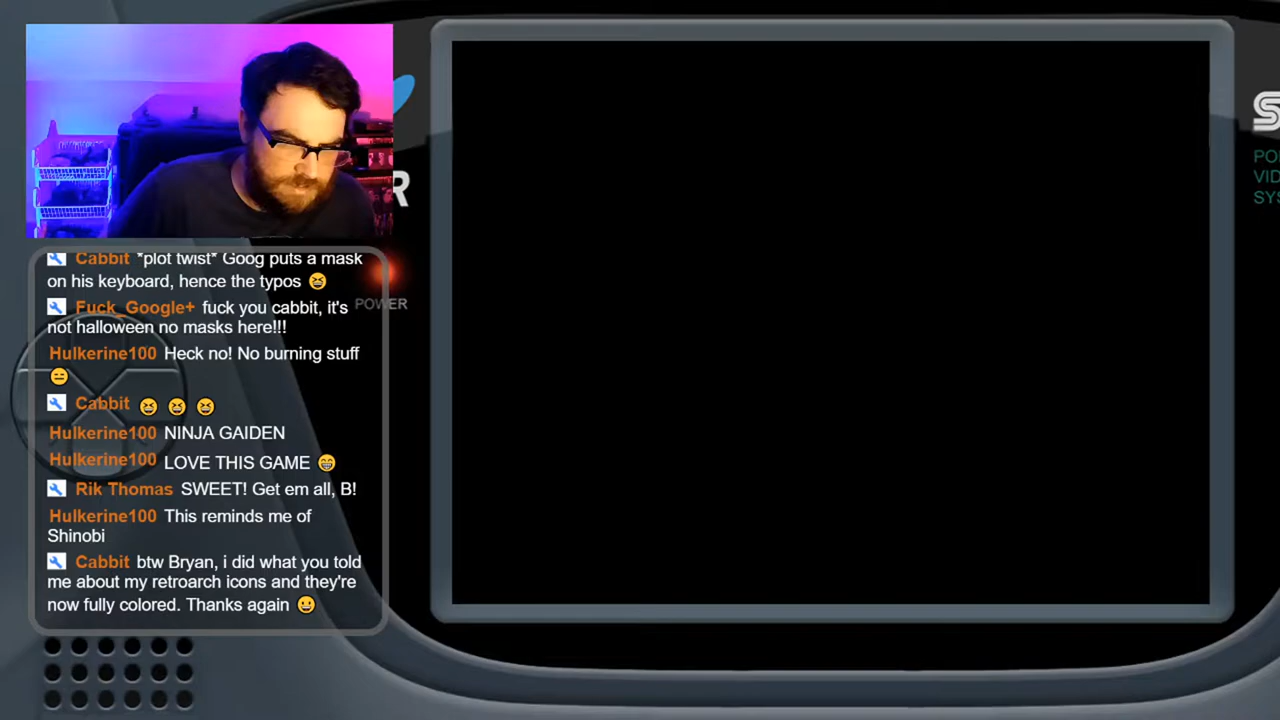 Cabbit *plot twist* Goog puts a mask
on his keyboard, hence the typos 😆
Fuck_Google+ fuck you cabbit, it's
not halloween no masks here!!!
Hulkerine100 Heck no! No burning stuff
😑
Cabbit 😆 😆 😆
Hulkerine100 NINJA GAIDEN
Hulkerine100 LOVE THIS GAME 😁
Rik Thomas SWEET! Get em all, B!
Hulkerine100 This reminds me of
Shinobi
Cabbit btw Bryan, i did what you told
me about my retroarch icons and they're
now fully colored. Thanks again 😀
R
POWER
S
PO
VID
SYS